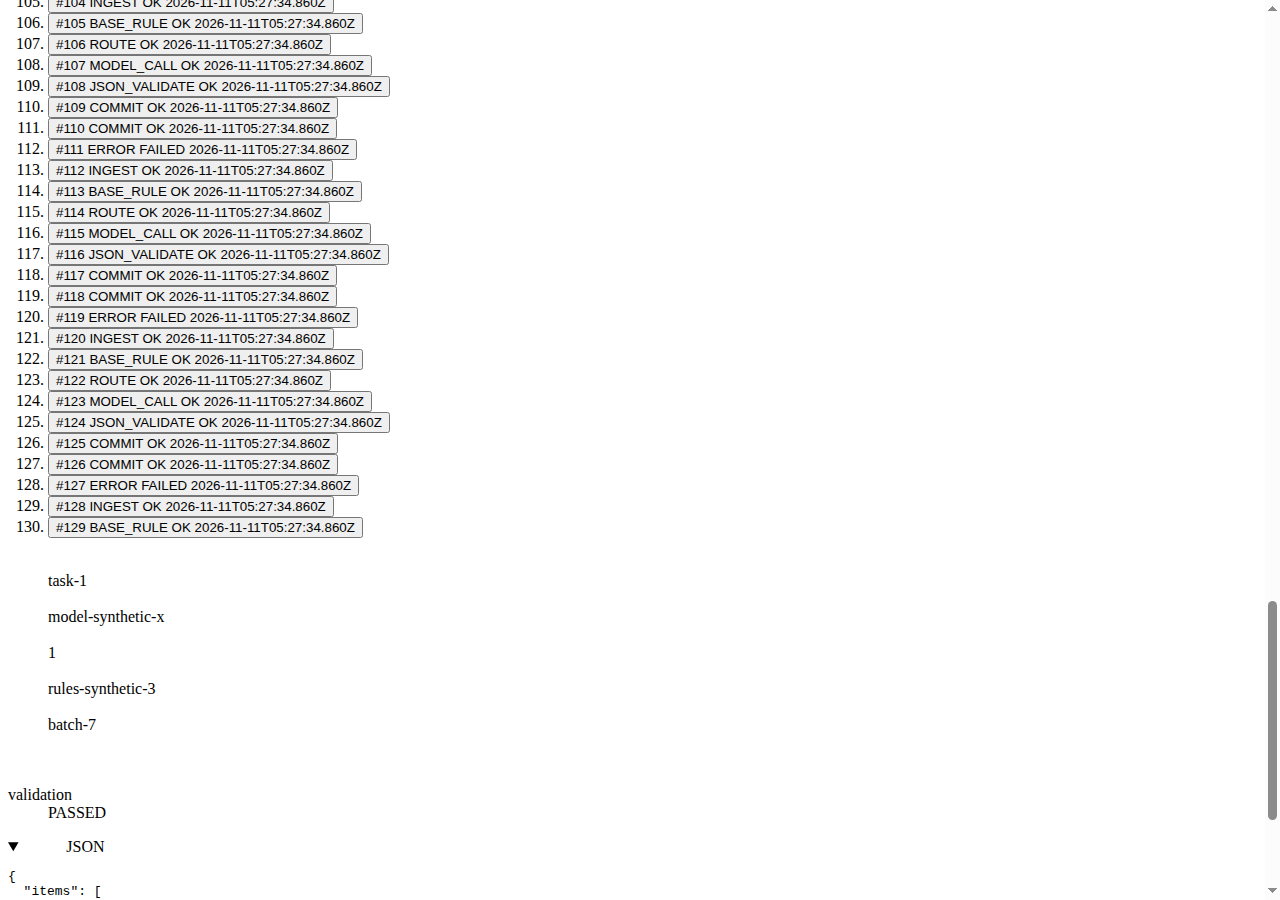 105. #104 INGEST OK 2026-11-11T05:27:34.860Z
106. #105 BASE_RULE OK 2026-11-11T05:27:34.860Z
107. #106 ROUTE OK 2026-11-11T05:27:34.860Z
108. #107 MODEL_CALL OK 2026-11-11T05:27:34.860Z
109. #108 JSON_VALIDATE OK 2026-11-11T05:27:34.860Z
110. #109 COMMIT OK 2026-11-11T05:27:34.860Z
111. #110 COMMIT OK 2026-11-11T05:27:34.860Z
112. #111 ERROR FAILED 2026-11-11T05:27:34.860Z
113. #112 INGEST OK 2026-11-11T05:27:34.860Z
114. #113 BASE_RULE OK 2026-11-11T05:27:34.860Z
115. #114 ROUTE OK 2026-11-11T05:27:34.860Z
116. #115 MODEL_CALL OK 2026-11-11T05:27:34.860Z
117. #116 JSON_VALIDATE OK 2026-11-11T05:27:34.860Z
118. #117 COMMIT OK 2026-11-11T05:27:34.860Z
119. #118 COMMIT OK 2026-11-11T05:27:34.860Z
120. #119 ERROR FAILED 2026-11-11T05:27:34.860Z
121. #120 INGEST OK 2026-11-11T05:27:34.860Z
122. #121 BASE_RULE OK 2026-11-11T05:27:34.860Z
123. #122 ROUTE OK 2026-11-11T05:27:34.860Z
124. #123 MODEL_CALL OK 2026-11-11T05:27:34.860Z
125. #124 JSON_VALIDATE OK 2026-11-11T05:27:34.860Z
126. #125 COMMIT OK 2026-11-11T05:27:34.860Z
127. #126 COMMIT OK 2026-11-11T05:27:34.860Z
128. #127 ERROR FAILED 2026-11-11T05:27:34.860Z
129. #128 INGEST OK 2026-11-11T05:27:34.860Z
130. #129 BASE_RULE OK 2026-11-11T05:27:34.860Z
task-1
model-synthetic-x
1
rules-synthetic-3
batch-7
validation
PASSED
JSON
{
"items": [